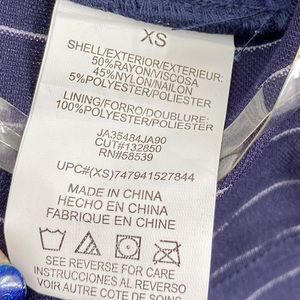 XS
SHELL/EXTERIOR/EXTERIEUR:
50%RAYON/VISCOSA
45%NYLON/NAILON
5%POLYESTER/POLIESTER
LINING/FORRO/DOUBLURE:
100%POLYESTER/POLIESTER
JA35484JA90
CUT#132850
RN#58539
UPC#(XS)747941527844
MADE IN CHINA
HECHO EN CHINA
FABRIQUE EN CHINE
SEE REVERSE FOR CARE
INSTRUCCIONES AL REVERSO
VOIR AUTRE COTE DE SOINS